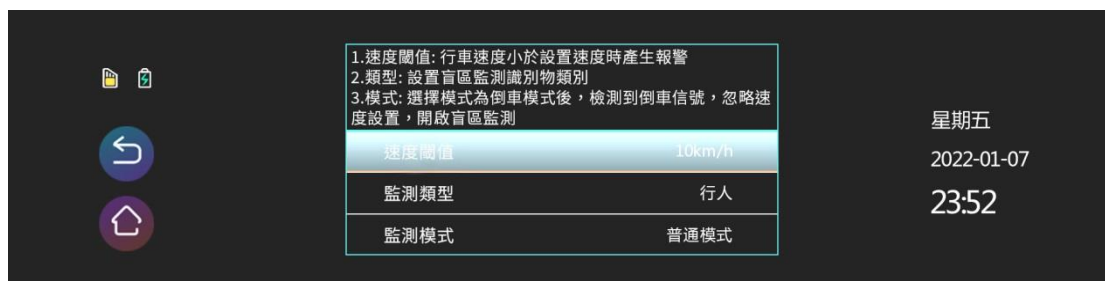 1.速度閾值: 行車速度小於設置速度時產生報警
2.類型: 設置盲區監測識別物類別
3.模式: 選擇模式為倒車模式後，檢測到倒車信號，忽略速
度設置，開啟盲區監測
速度閾值 10km/h
監測類型 行人
監測模式 普通模式
星期五
2022-01-07
23:52